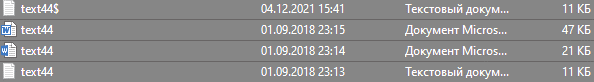 text44$ 04.12.2021 15:41 Текстовый докум... 11 КБ
text44 01.09.2018 23:15 Документ Micros... 47 КБ
text44 01.09.2018 23:14 Документ Micros... 21 КБ
text44 01.09.2018 23:13 Текстовый докум... 11 КБ